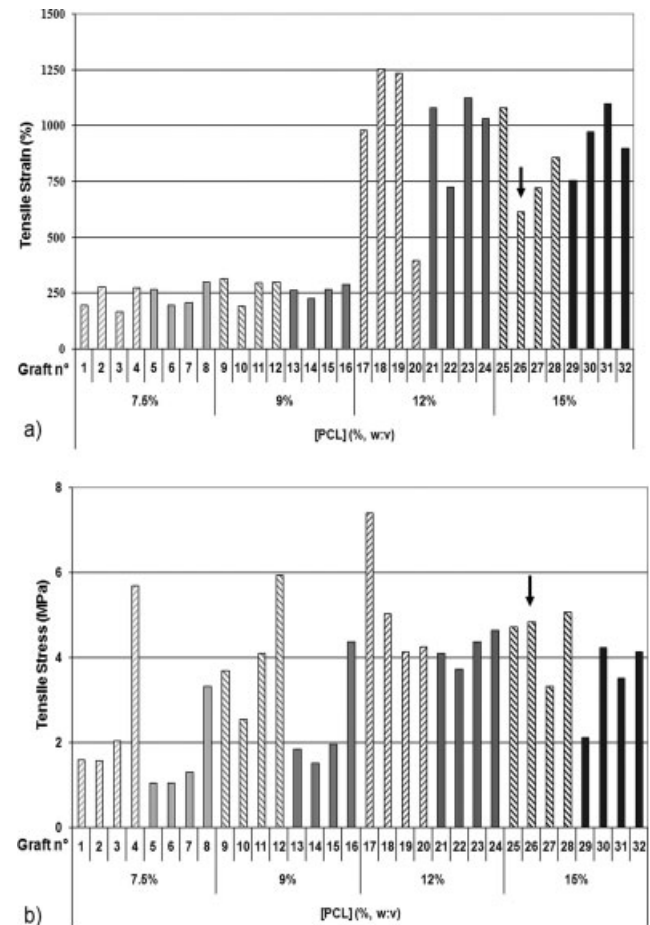 1500
1250
1000
750
500
250
0
Tensile Strain (%)
Graft n°
1 2 3 4 5 6 7 8 9 10 11 12 13 14 15 16 17 18 19 20 21 22 23 24 25 26 27 28 29 30 31 32
7.5% 9% 12% 15%
[PCL] (%, w:v)
a)
8
6
4
2
0
Tensile Stress (MPa)
Graft n°
1 2 3 4 5 6 7 8 9 10 11 12 13 14 15 16 17 18 19 20 21 22 23 24 25 26 27 28 29 30 31 32
7.5% 9% 12% 15%
[PCL] (%, w:v)
b)